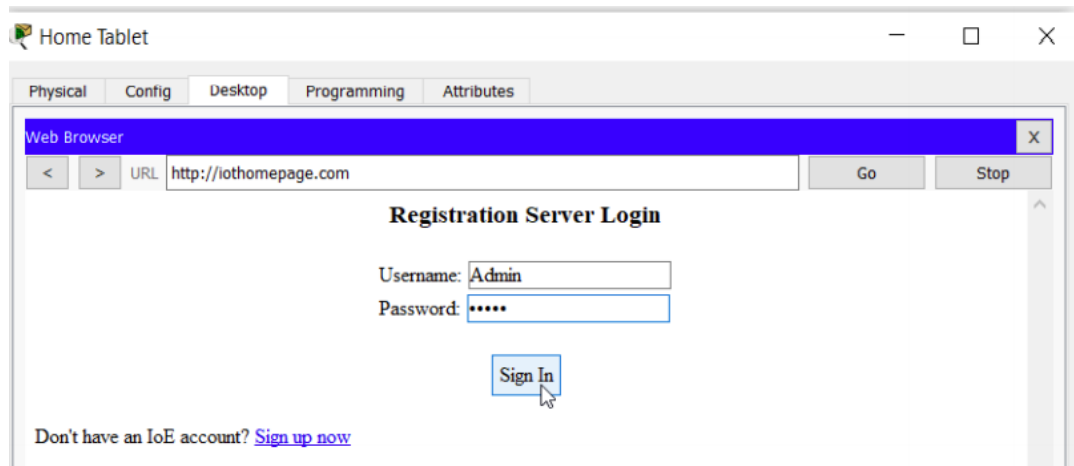 Home Tablet
Physical Config Desktop Programming Attributes
Web Browser X
< > URL http://iothomepage.com Go Stop
Registration Server Login
Username: Admin
Password: •••••
Sign In
Don't have an IoE account? Sign up now